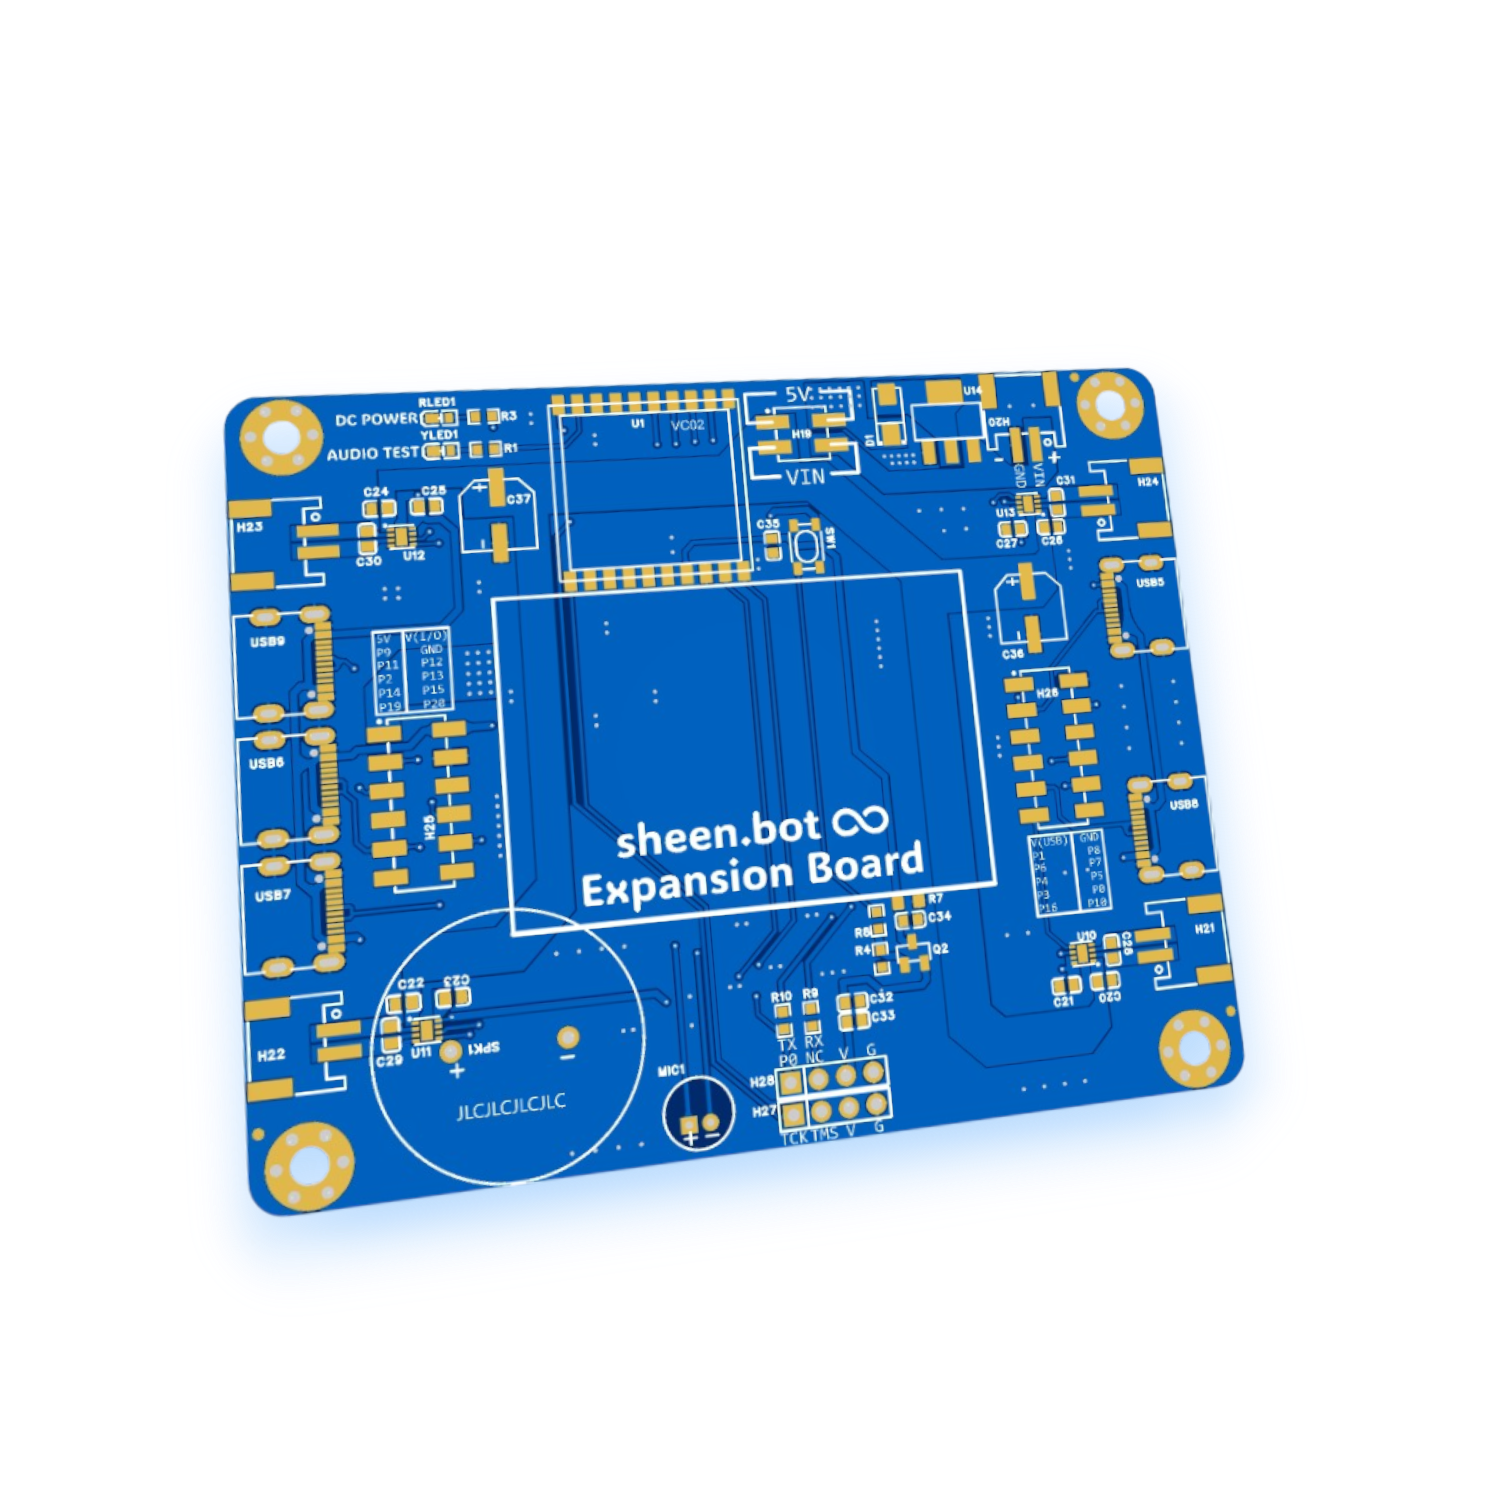 RLED1
DC POWER
R3
YLED1
AUDIO TEST
R1
U1
VC02
5V
H19
VIN
D1
U14
H20
- +
GND
VIN
C24
C25
C37
+
-
H23
C30
U12
C35
SW1
C31
U13
C27
H24
USB9
5V V(I/O)
P9 GND
P11 P12
P2 P13
P14 P15
P19 P20
+
-
C36
USB5
H26
USB6
H25
USB7
sheen.bot
Expansion Board
V(USB) GND
P1 P8
P6 P7
P4 P5
P3 P0
P16 P10
USB8
R7
C34
R4
Q2
U10
H21
C21
C20
C22
C23
C29
U11
SPK1
+ -
H22
JLCJLCJLCJLC
MIC1
+ -
R10 R9
C32
C33
TX RX
P0 NC V G
H28
H27
TCK TMS V G